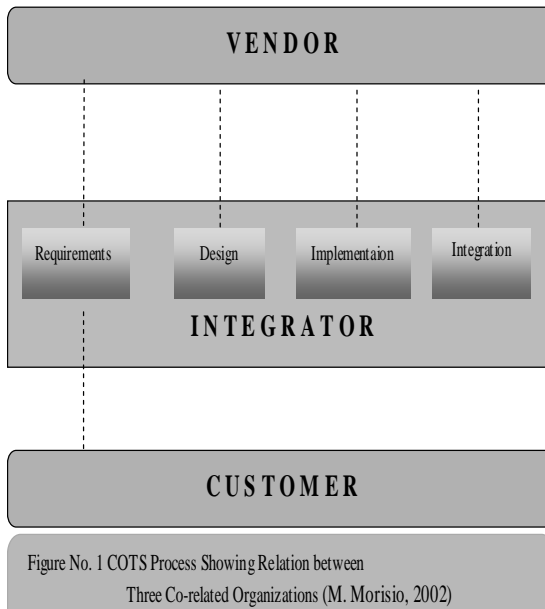 VENDOR
Requirements
Design
Implementaion
Integration
INTEGRATOR
CUSTOMER
Figure No. 1 COTS Process Showing Relation between
Three Co-related Organizations (M. Morisio, 2002)